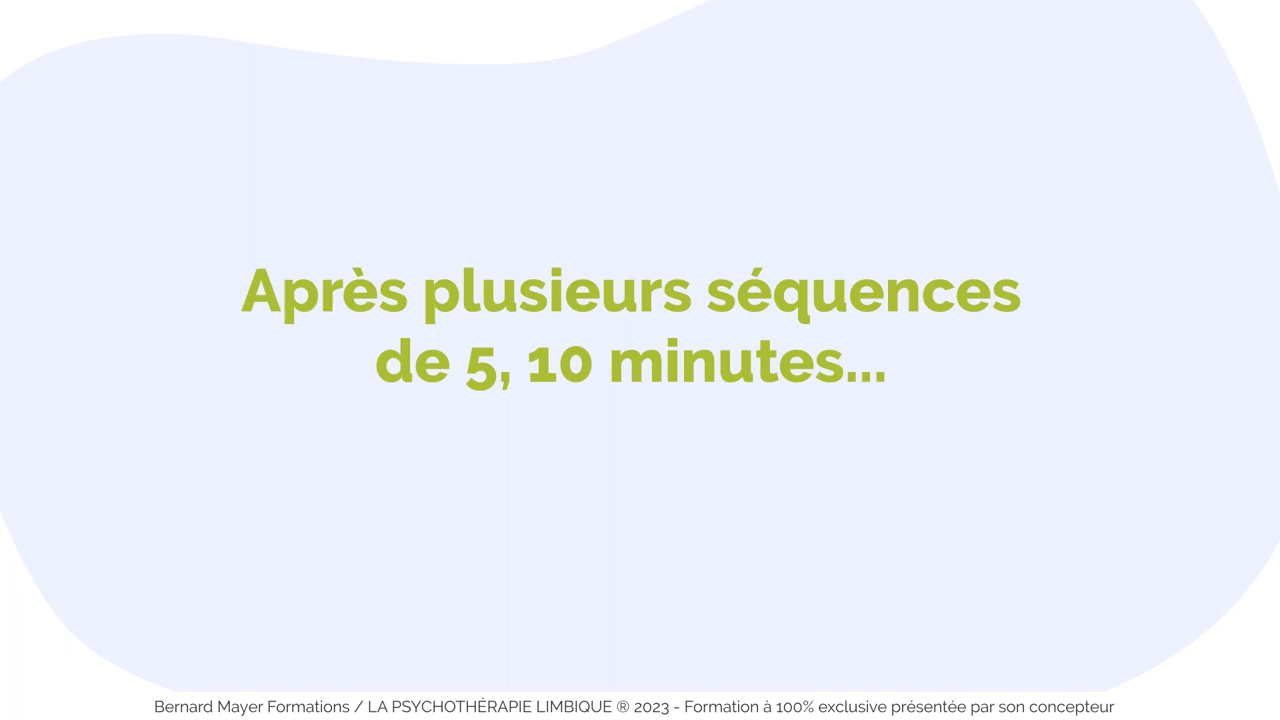 Après plusieurs séquences
de 5, 10 minutes...
Bernard Mayer Formations / LA PSYCHOTHÉRAPIE LIMBIQUE ® 2023 - Formation à 100% exclusive présentée par son concepteur